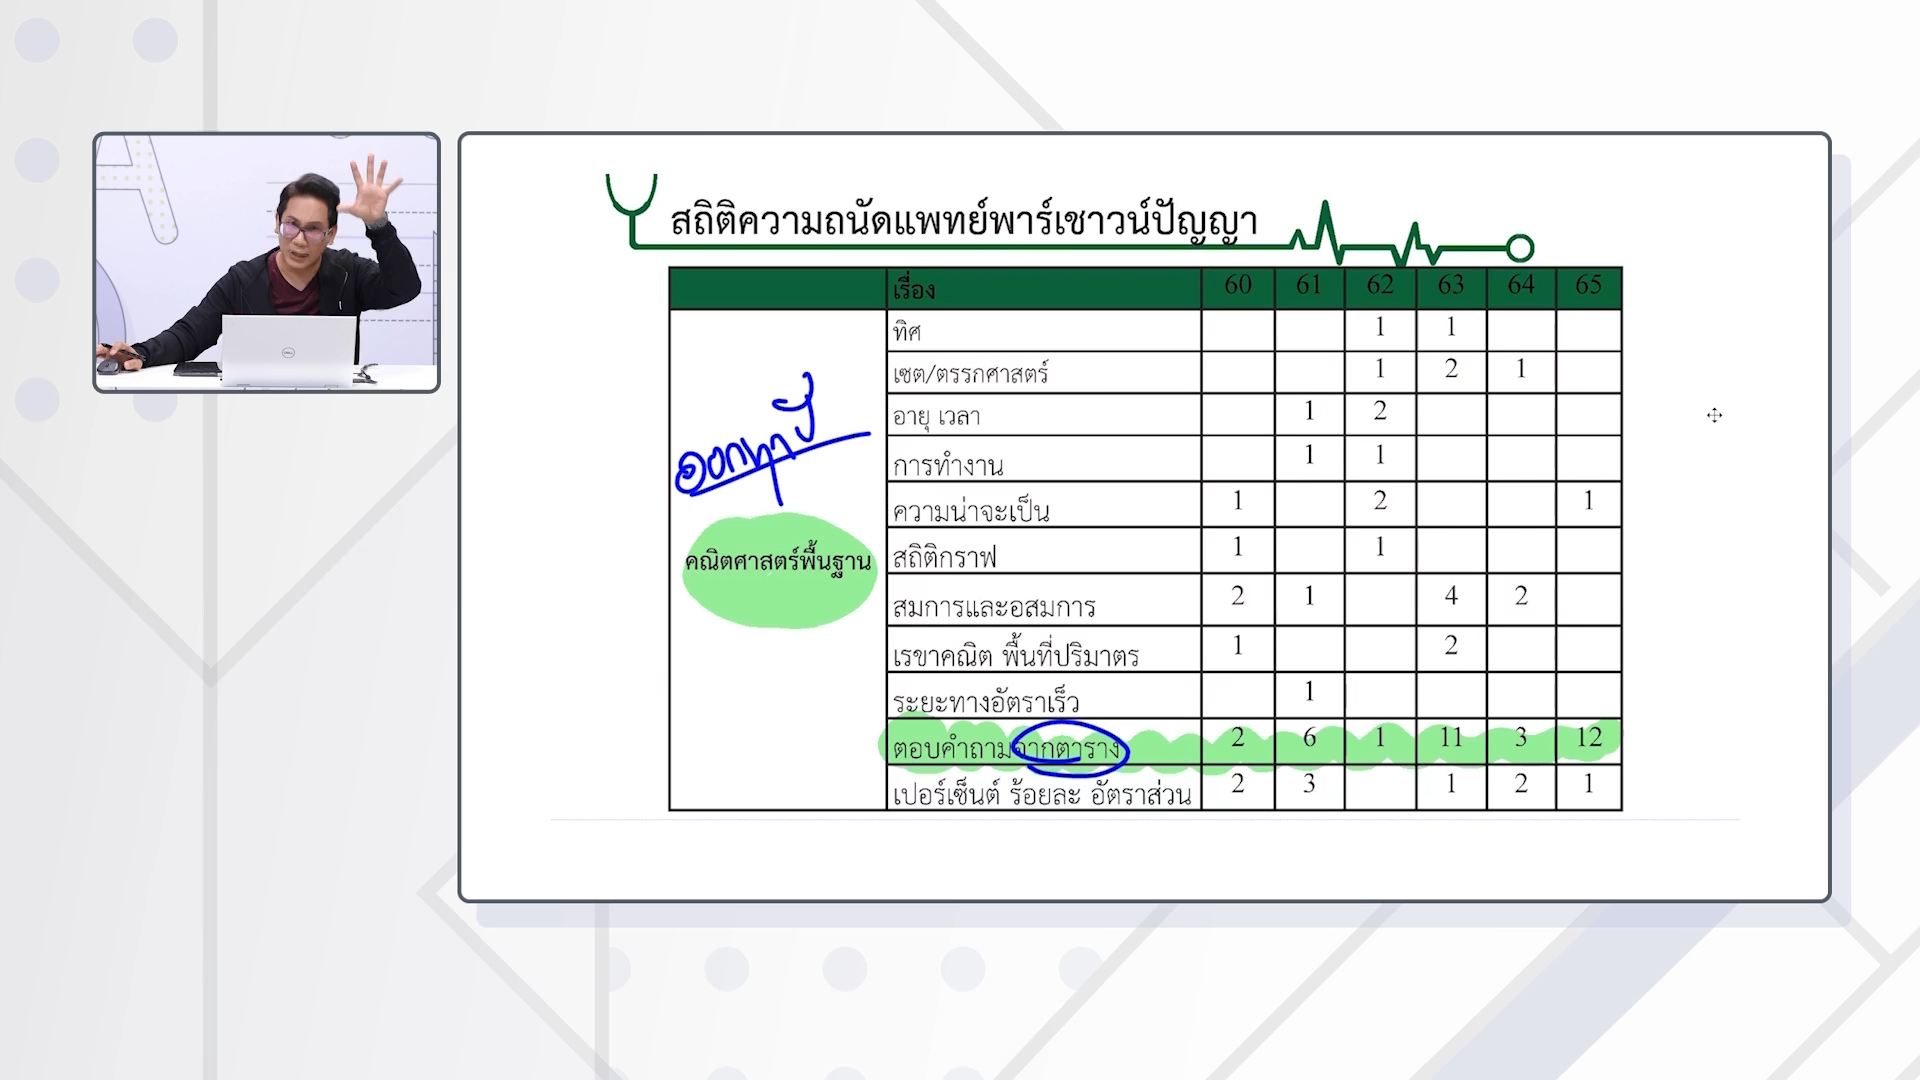 สถิติความถนัดแพทย์พาร์เชาวน์ปัญญา
เรื่อง 60 61 62 63 64 65
ทิศ 1 1
เซต/ตรรกศาสตร์ 1 2 1
อายุ เวลา 1 2
การทำงาน 1 1
ออกทุกปี
ความน่าจะเป็น 1 2 1
คณิตศาสตร์พื้นฐาน
สถิติกราฟ 1 1
สมการและอสมการ 2 1 4 2
เรขาคณิต พื้นที่ปริมาตร 1 2
ระยะทางอัตราเร็ว 1
ตอบคำถามจากตาราง 2 6 1 11 3 12
เปอร์เซ็นต์ ร้อยละ อัตราส่วน 2 3 1 2 1